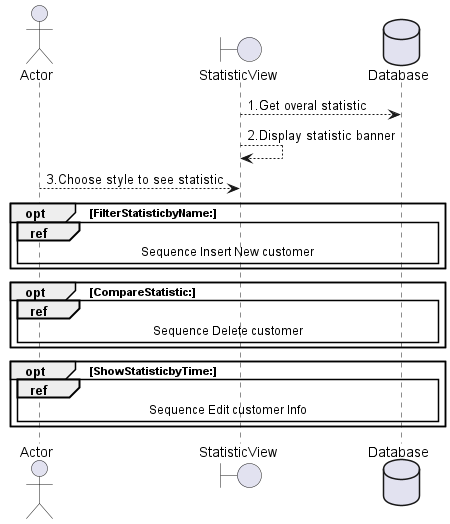 Actor
StatisticView
Database
1.Get overal statistic
2.Display statistic banner
3.Choose style to see statistic
opt [FilterStatisticbyName:]
ref
Sequence Insert New customer
opt [CompareStatistic:]
ref
Sequence Delete customer
opt [ShowStatisticbyTime:]
ref
Sequence Edit customer Info
Actor
StatisticView
Database